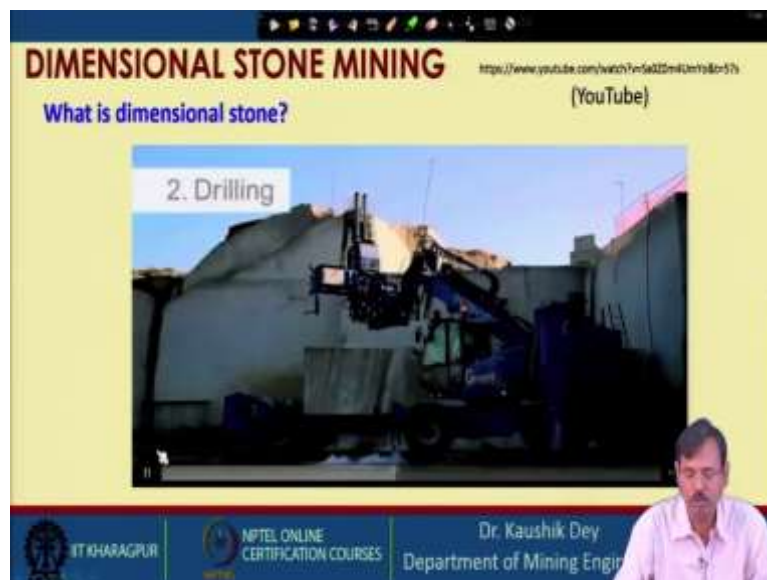 DIMENSIONAL STONE MINING
(YouTube)
What is dimensional stone?
2. Drilling
IIT KHARAGPUR
NPTEL ONLINE
CERTIFICATION COURSES
Dr. Kaushik Dey
Department of Mining Engi